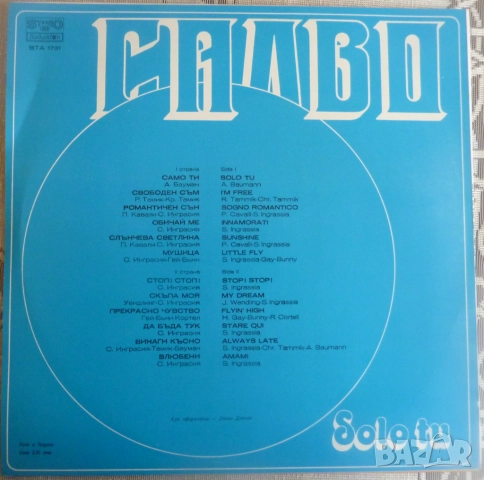 САЛВО
ВТА 11191
I страна Side I
САМО ТИ SOLO TU
А. Бауман A. Baumann
СВОБОДЕН СЪМ I'M FREE
Р. Тамик-Кр. Тамик R. Tammik-Chr. Tammik
РОМАНТИЧЕН СЪН SOGNO ROMANTICO
П. Кавали-С. Инграсия P. Cavali-S. Ingrassia
ОБИЧАЙ МЕ INNAMORATI
С. Инграсия S. Ingrassia
СЛЪНЧЕВА СВЕТЛИНА SUNSHINE
П. Кавали-С. Инграсия P. Cavali-S. Ingrassia
МУШИЦА LITTLE FLY
С. Инграсия-Гей-Бъни S. Ingrassia-Gay-Bunny
II страна Side II
СТОП! СТОП! STOP! STOP!
С. Инграсия S. Ingrassia
СКЪПА МОЯ MY DREAM
С. Инграсия J. Wending-S. Ingrassia
ПРЕКРАСНО ЧУВСТВО FLYIN HIGH
Гей-Бъни-Кортел H. Gay-Bunny-R. Cortell
ДА БЪДА ТУК STARE QUI
С. Инграсия S. Ingrassia
ВИНАГИ КЪСНО ALWAYS LATE
С. Инграсия-Тамик-Бауман S. Ingrassia-Chr. Tammik-A. Baumann
ВЛЮБЕНИ AMAMI
С. Инграсия S. Ingrassia
Solo tu
BAZAR